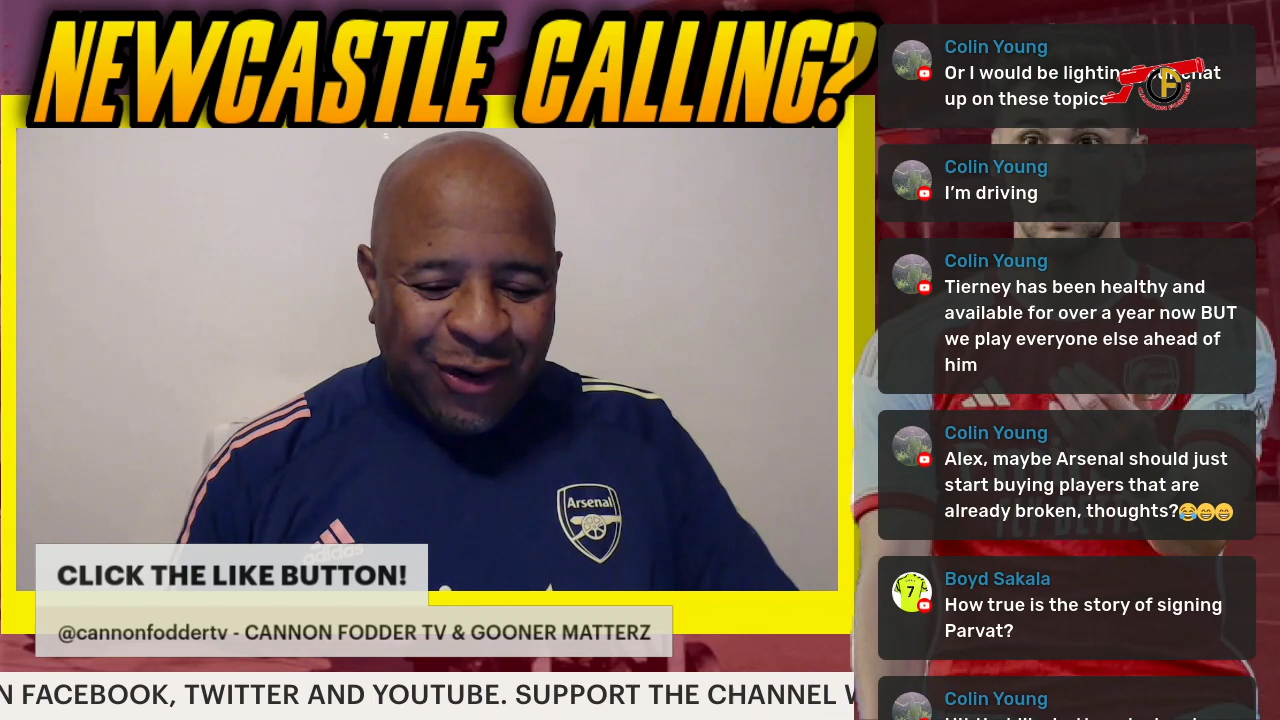 NEWCASTLE CALLING?
Arsenal
adidas
CLICK THE LIKE BUTTON!
@cannonfoddertv - CANNON FODDER TV & GOONER MATTERZ
N FACEBOOK, TWITTER AND YOUTUBE. SUPPORT THE CHANNEL
Colin Young
Or I would be lighting chat
up on these topics
Colin Young
I’m driving
Colin Young
Tierney has been healthy and
available for over a year now BUT
we play everyone else ahead of
him
Colin Young
Alex, maybe Arsenal should just
start buying players that are
already broken, thoughts?😂😁😁
7
Boyd Sakala
How true is the story of signing
Parvat?
Colin Young